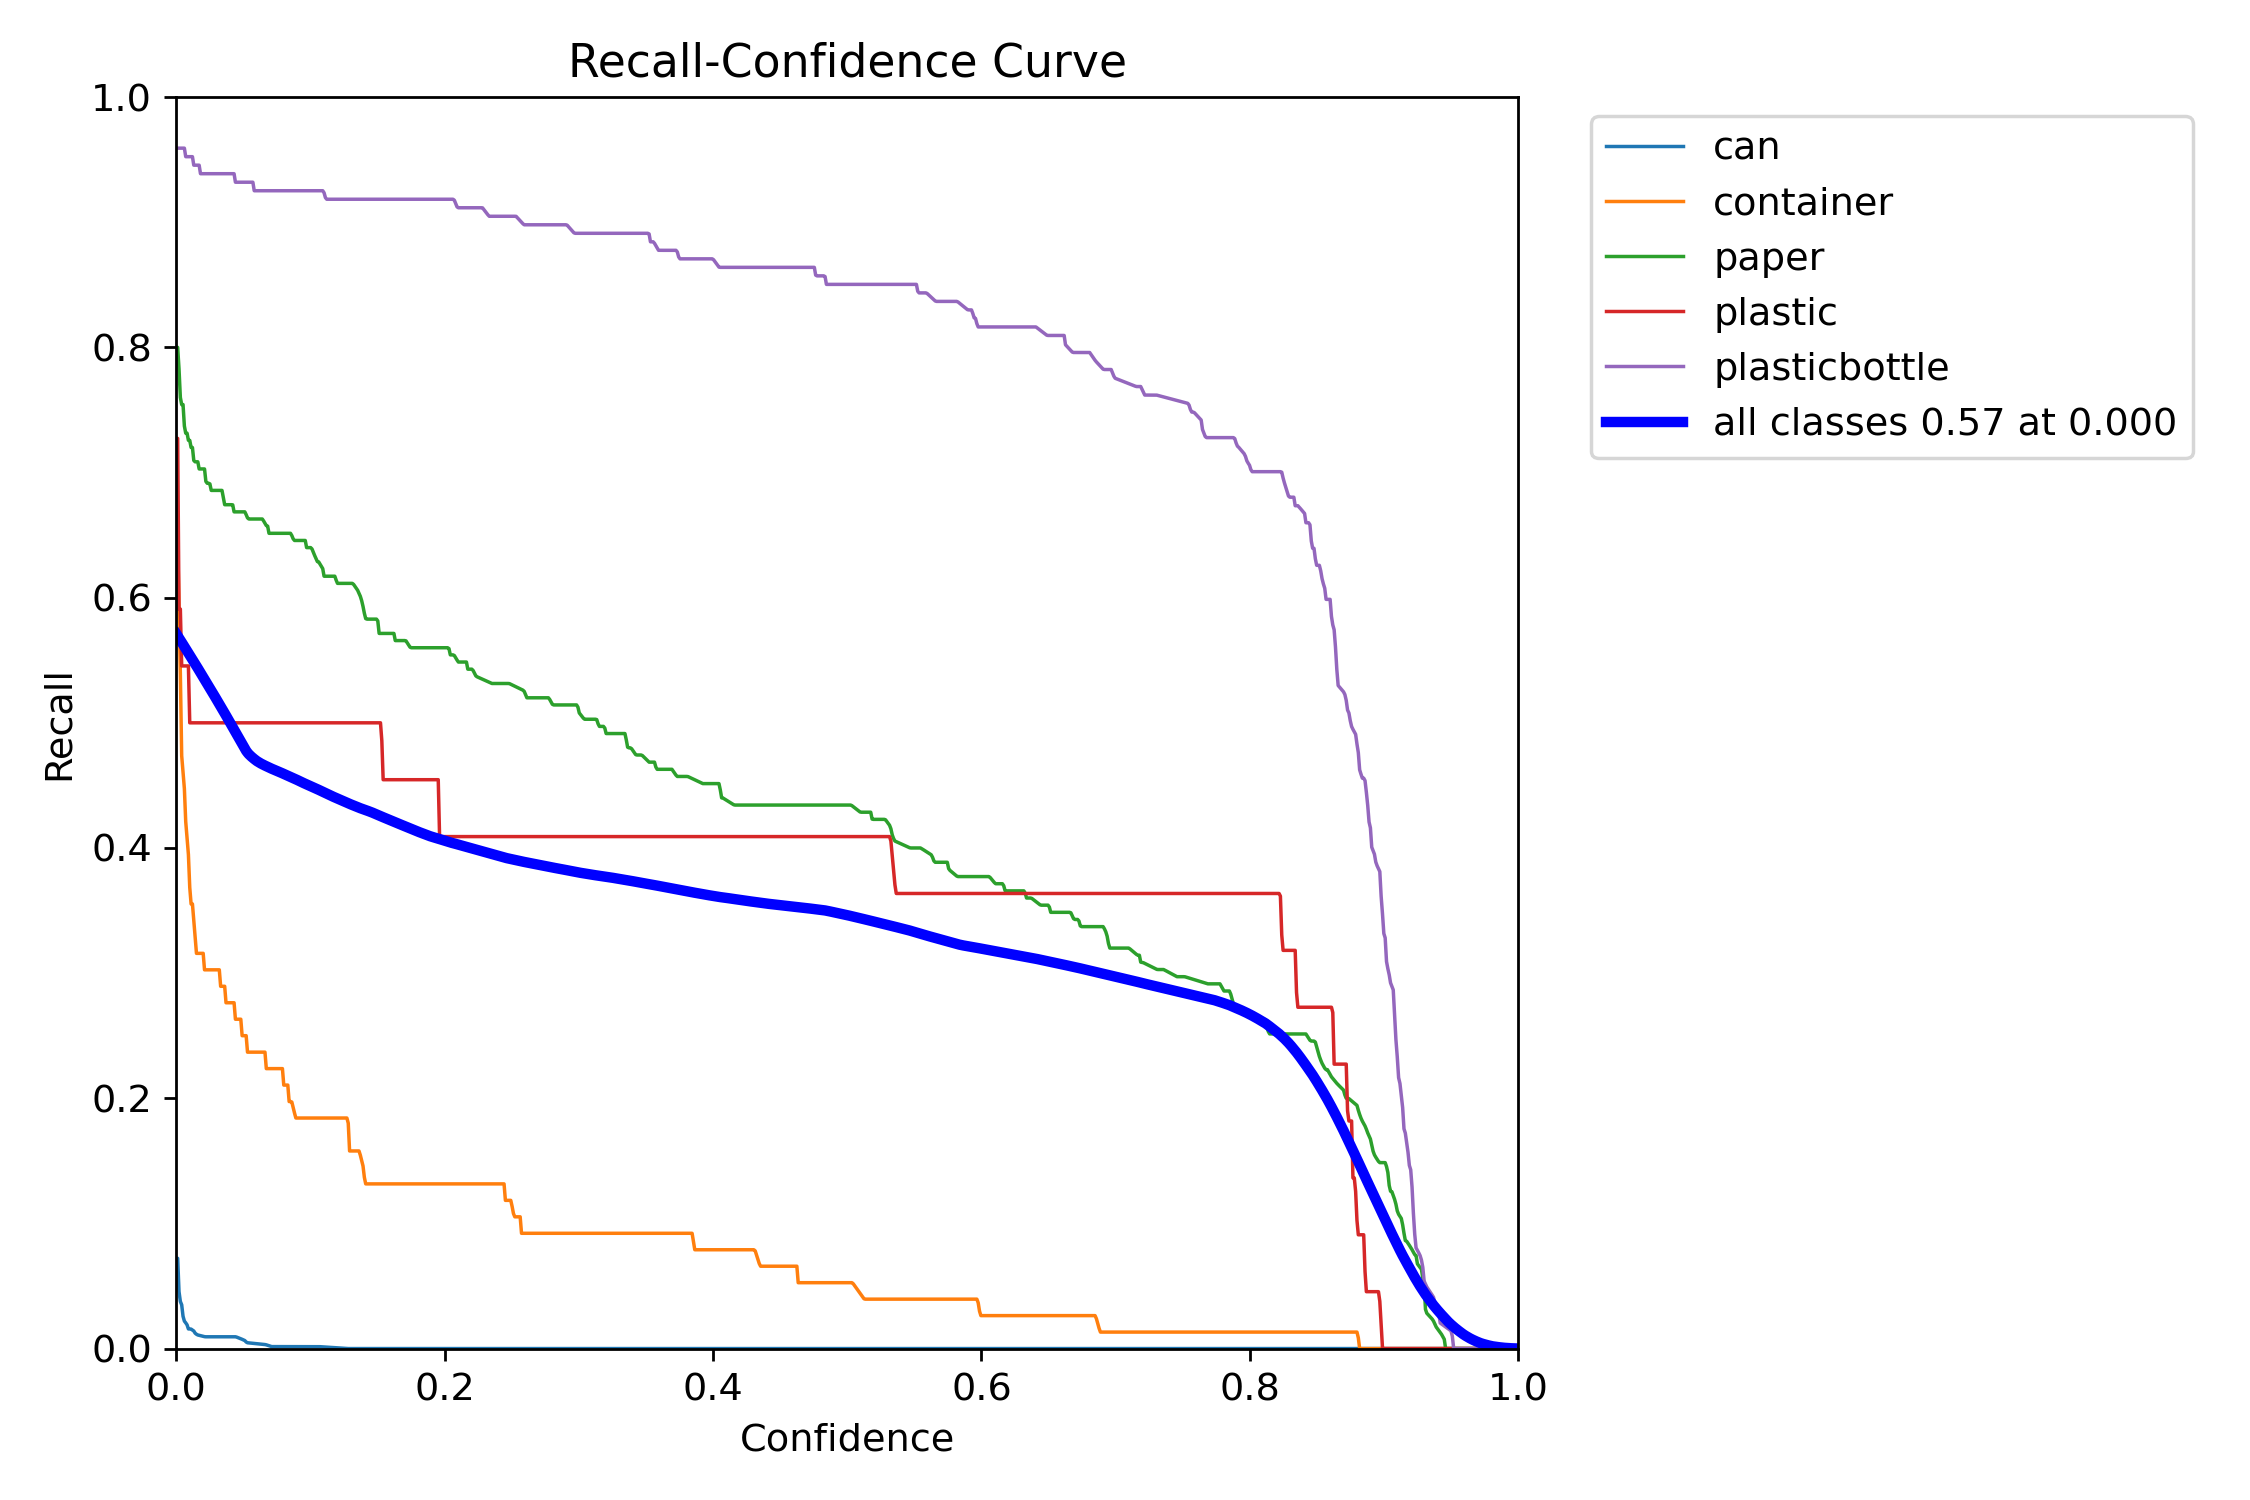 Recall-Confidence Curve
1.0
0.8
0.6
0.4
0.2
0.0
Recall
0.0 0.2 0.4 0.6 0.8 1.0
Confidence
can
container
paper
plastic
plasticbottle
all classes 0.57 at 0.000